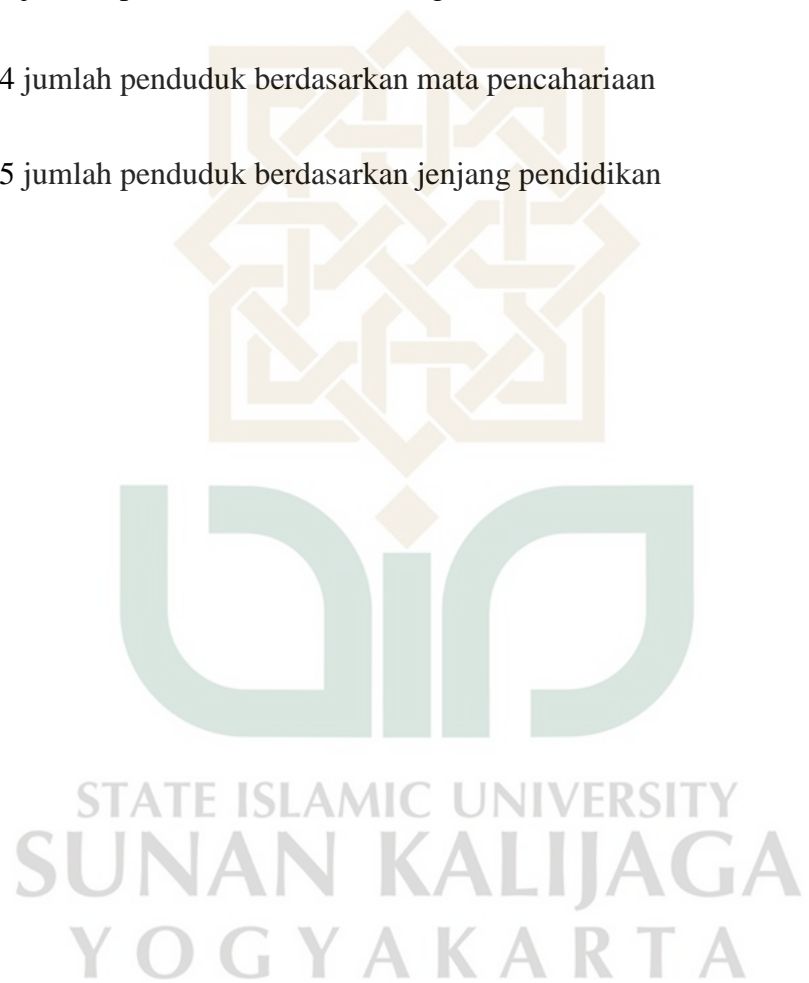 4 jumlah penduduk berdasarkan mata pencahariaan
5 jumlah penduduk berdasarkan jenjang pendidikan
STATE ISLAMIC UNIVERSITY
SUNAN KALIJAGA
YOGYAKARTA